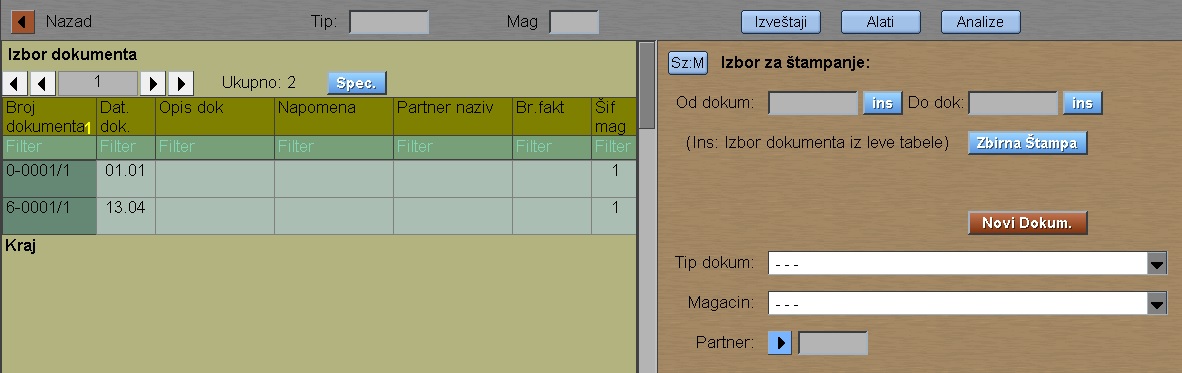 Nazad Tip: Mag Izveštaji Alati Analize
Izbor dokumenta
1 Ukupno: 2 Spec.
Broj dokumenta1 Dat. dok. Opis dok Napomena Partner naziv Br.fakt Šif mag
Filter Filter Filter Filter Filter Filter Filter
0-0001/1 01.01 1
6-0001/1 13.04 1
Kraj
Sz:M Izbor za štampanje:
Od dokum: ins Do dok: ins
(Ins: Izbor dokumenta iz leve tabele) Zbirna Štampa
Novi Dokum.
Tip dokum: ---
Magacin: ---
Partner: